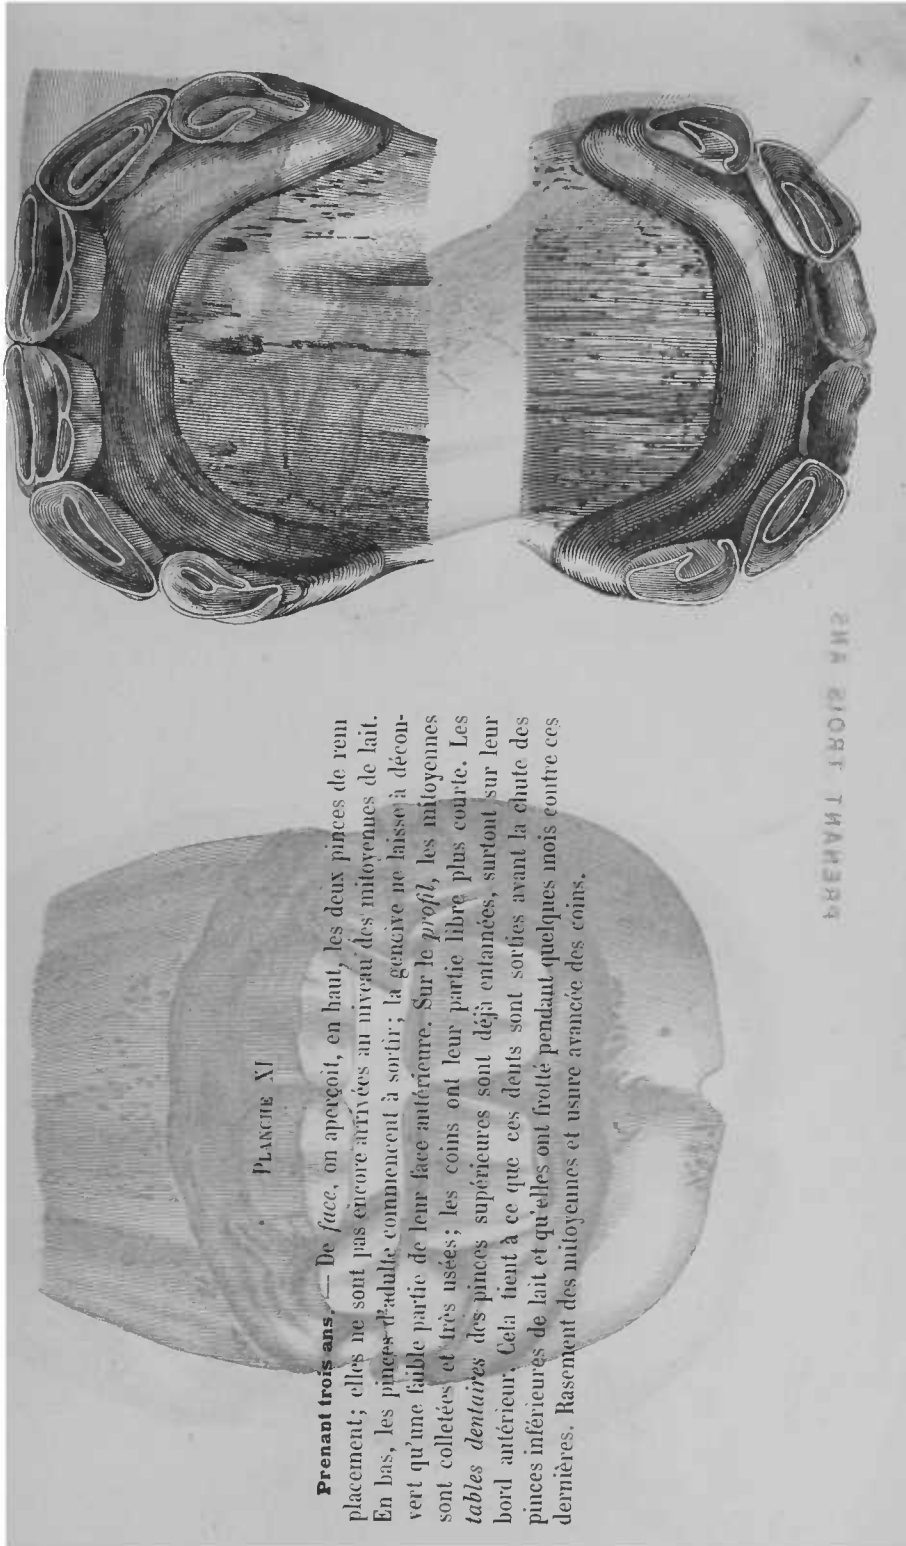 PLANCHE XI
Prenant trois ans. — De face, on aperçoit, en haut, les deux pinces de rem
placement; elles ne sont pas encore arrivées au niveau des mitoyennes de lait.
En bas, les pinces d'adulte commencent à sortir; la gencive ne laisse à décou-
vert qu'une faible partie de leur face antérieure. Sur le profil, les mitoyennes
sont colletées et très usées; les coins ont leur partie libre plus courte. Les
tables dentaires des pinces supérieures sont déjà entamées, surtout sur leur
bord antérieur. Cela tient à ce que ces dents sont sorties avant la chute des
pinces inférieures de lait et qu'elles ont frotté pendant quelques mois contre ces
dernières. Rasement des mitoyennes et usure avancée des coins.
PRENANT TROIS ANS